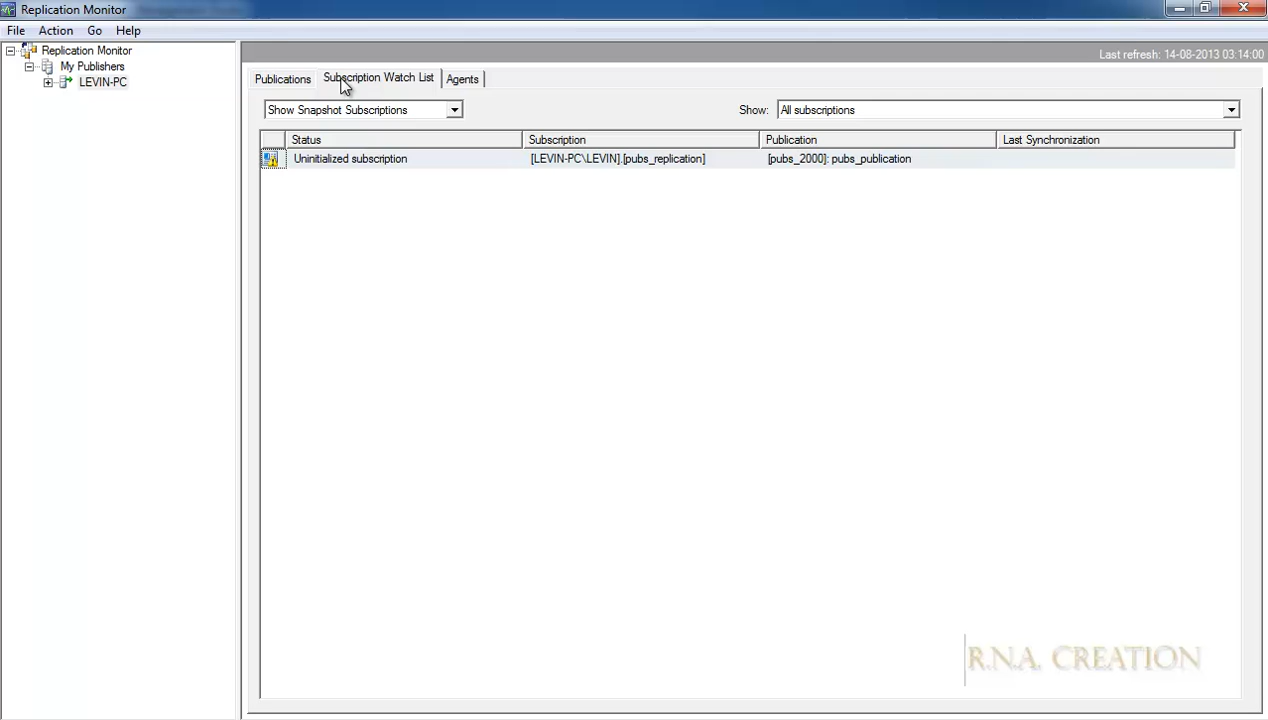 Replication Monitor
File Action Go Help
Last refresh: 14-08-2013 03:14:00
Replication Monitor
My Publishers
LEVIN-PC
Publications Subscription Watch List Agents
Show Snapshot Subscriptions Show: All subscriptions
Status Subscription Publication Last Synchronization
Uninitialized subscription [LEVIN-PC\LEVIN].[pubs_replication] [pubs_2000]: pubs_publication
R.N.A. CREATION